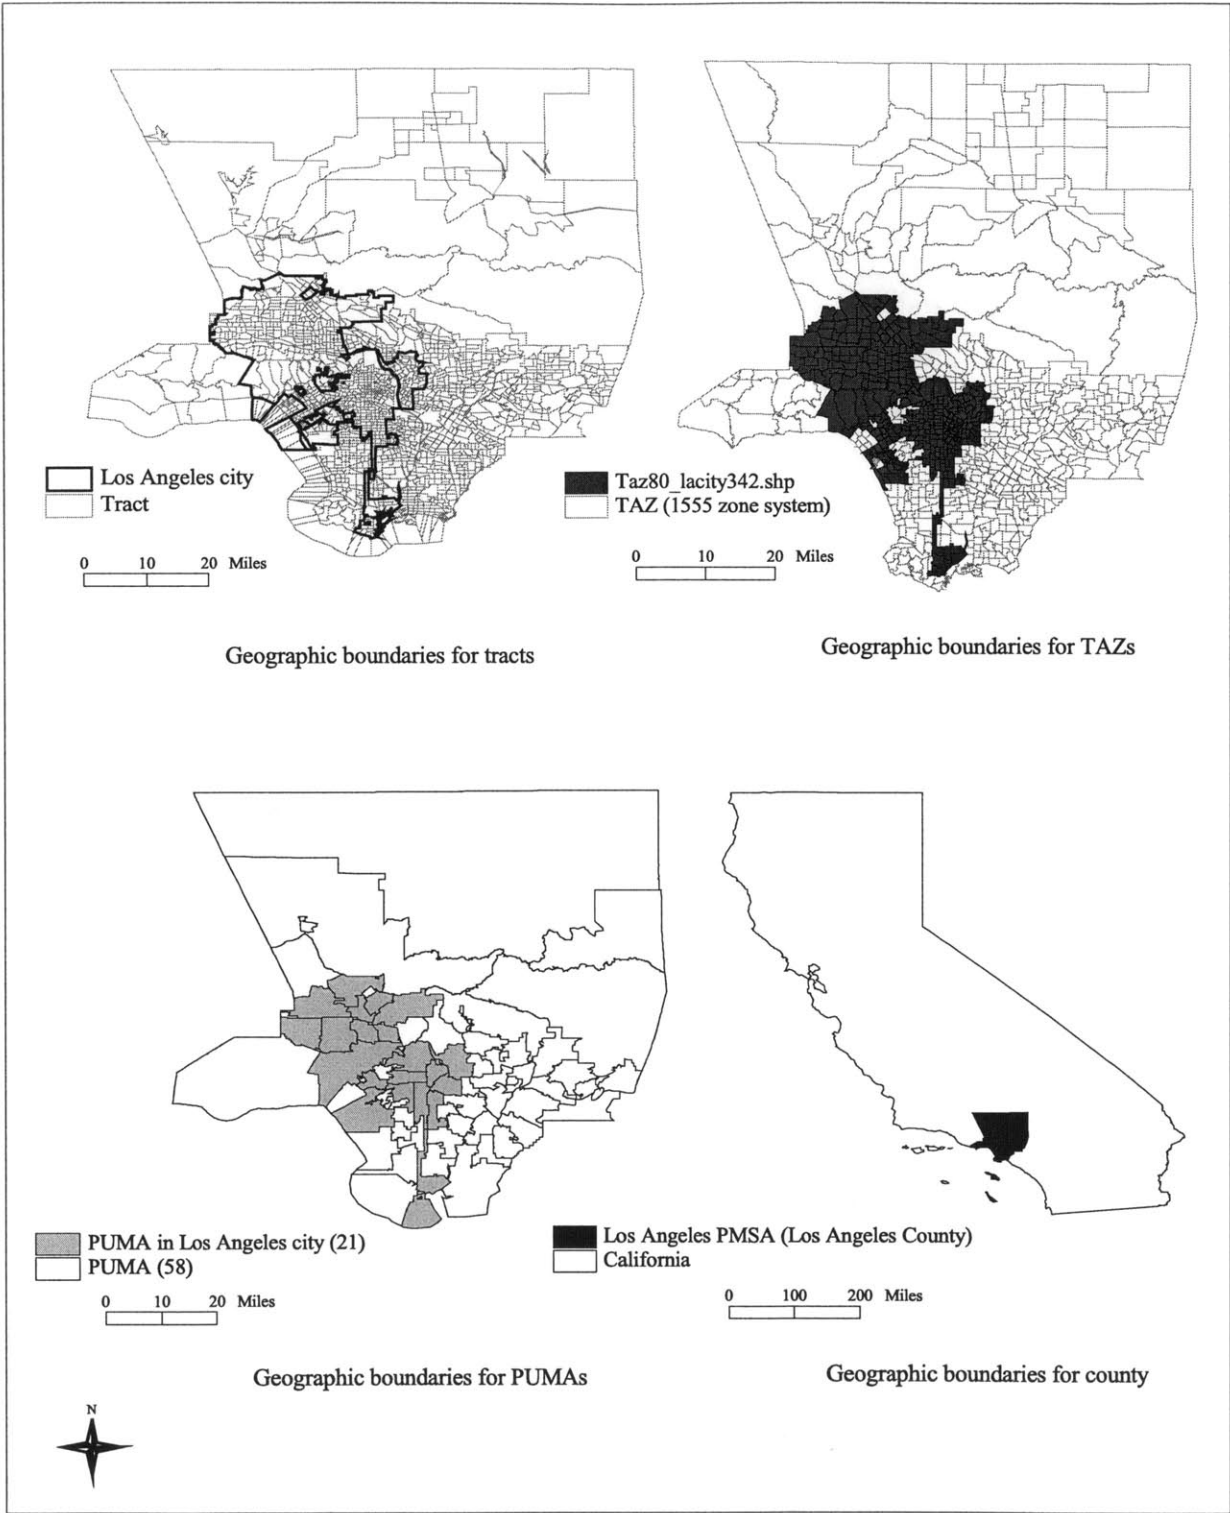 Los Angeles city
Tract
0 10 20 Miles
Geographic boundaries for tracts
Taz80_lacity342.shp
TAZ (1555 zone system)
0 10 20 Miles
Geographic boundaries for TAZs
PUMA in Los Angeles city (21)
PUMA (58)
0 10 20 Miles
Geographic boundaries for PUMAs
Los Angeles PMSA (Los Angeles County)
California
0 100 200 Miles
Geographic boundaries for county
N